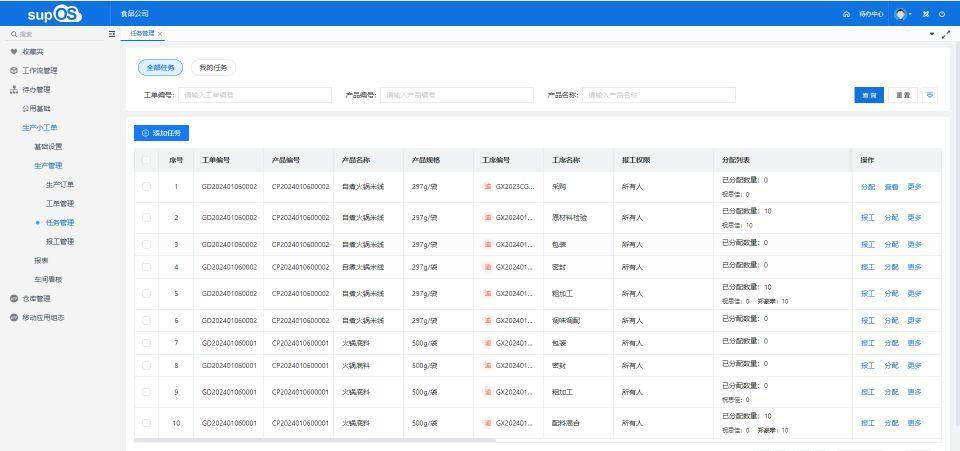 supOS
食品公司
待办中心
搜索
任务管理
收藏夹
工作流管理
待办管理
公用基础
生产小工单
基础设置
生产管理
生产订单
工单管理
任务管理
报工管理
报表
车间看板
仓库管理
移动应用组态
全部任务 我的任务
工单编号: 请输入工单编号 产品编号: 请输入产品编号 产品名称: 请输入产品名称 查询 重置
添加任务
序号 工单编号 产品编号 产品名称 产品规格 工序编号 工序名称 报工权限 分配列表 操作
1 GD202401060002 CP2024010600002 自煮火锅米线 297g/袋 GX2023CG... 采购 所有人 已分配数量: 0 分配 查看 更多
祝思佳: 0
2 GD202401060002 CP2024010600002 自煮火锅米线 297g/袋 GX202401... 原材料检验 所有人 已分配数量: 10 报工 分配 更多
祝思佳: 10
3 GD202401060002 CP2024010600002 自煮火锅米线 297g/袋 GX202401... 包装 所有人 已分配数量: 0 报工 分配 更多
4 GD202401060002 CP2024010600002 自煮火锅米线 297g/袋 GX202401... 密封 所有人 已分配数量: 0 报工 分配 更多
5 GD202401060002 CP2024010600002 自煮火锅米线 297g/袋 GX202401... 粗加工 所有人 已分配数量: 10 报工 分配 更多
祝思佳: 0 : 10
6 GD202401060002 CP2024010600002 自煮火锅米线 297g/袋 GX202401... 调味调配 所有人 已分配数量: 0 报工 分配 更多
7 GD202401060001 CP2024010600001 火锅底料 500g/袋 GX202401... 包装 所有人 已分配数量: 0 报工 分配 更多
8 GD202401060001 CP2024010600001 火锅底料 500g/袋 GX202401... 密封 所有人 已分配数量: 0 报工 分配 更多
9 GD202401060001 CP2024010600001 火锅底料 500g/袋 GX202401... 粗加工 所有人 已分配数量: 0 报工 分配 更多
祝思佳: 0
10 GD202401060001 CP2024010600001 火锅底料 500g/袋 GX202401... 配料混合 所有人 已分配数量: 10 报工 分配 更多
祝思佳: 0 : 10